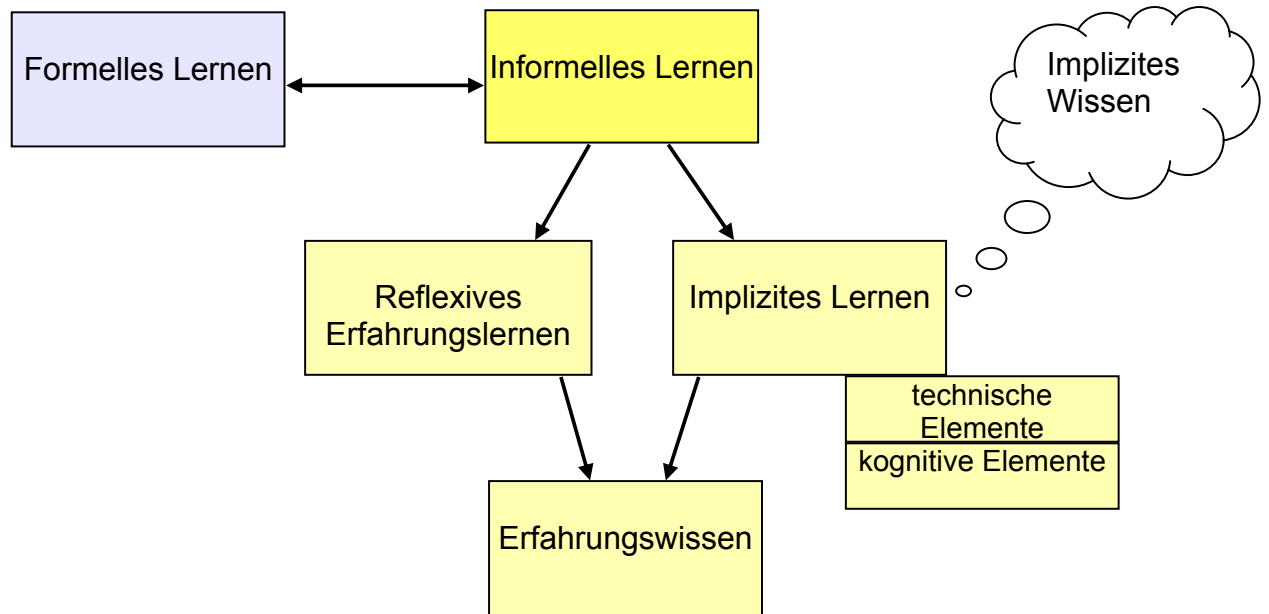 Formelles Lernen
Informelles Lernen
Implizites
Wissen
Reflexives
Erfahrungslernen
Implizites Lernen
technische
Elemente
kognitive Elemente
Erfahrungswissen